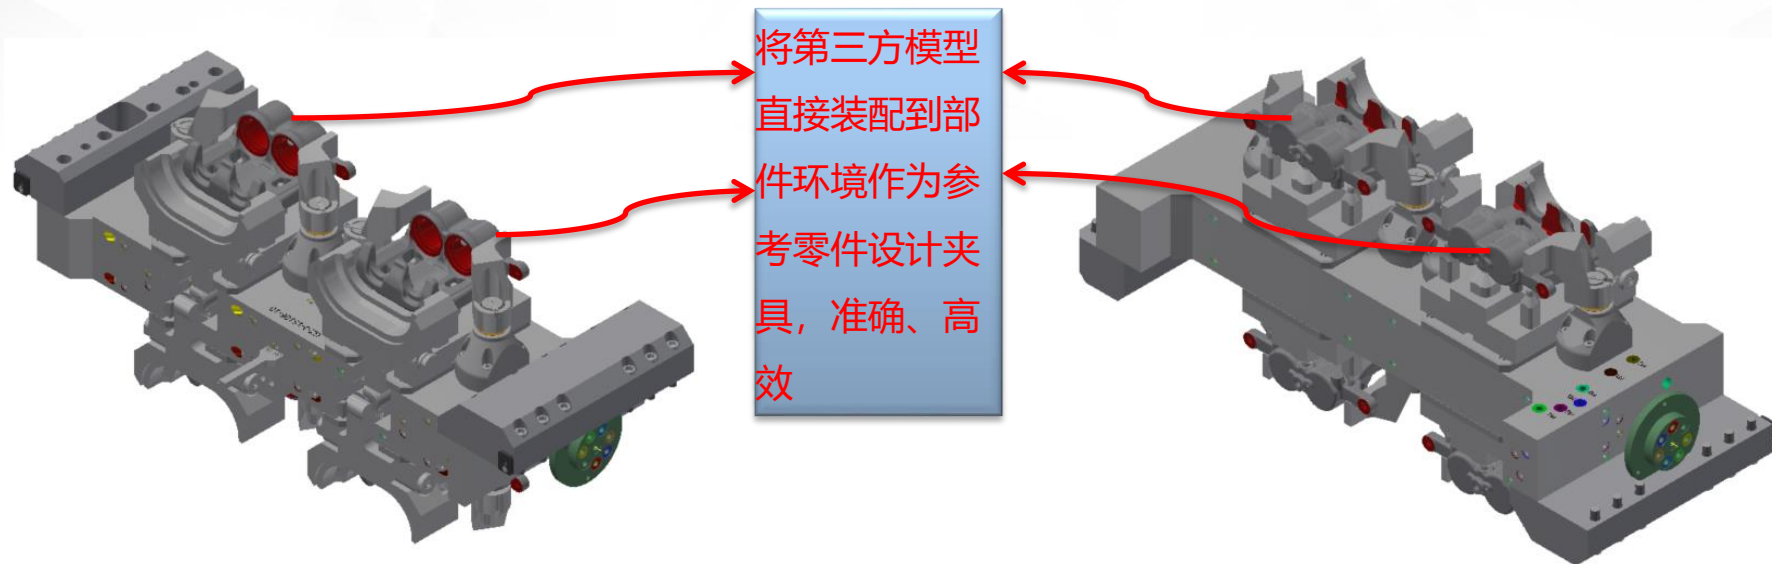 将第三方模型
直接装配到部
件环境作为参
考零件设计夹
具，准确、高
效